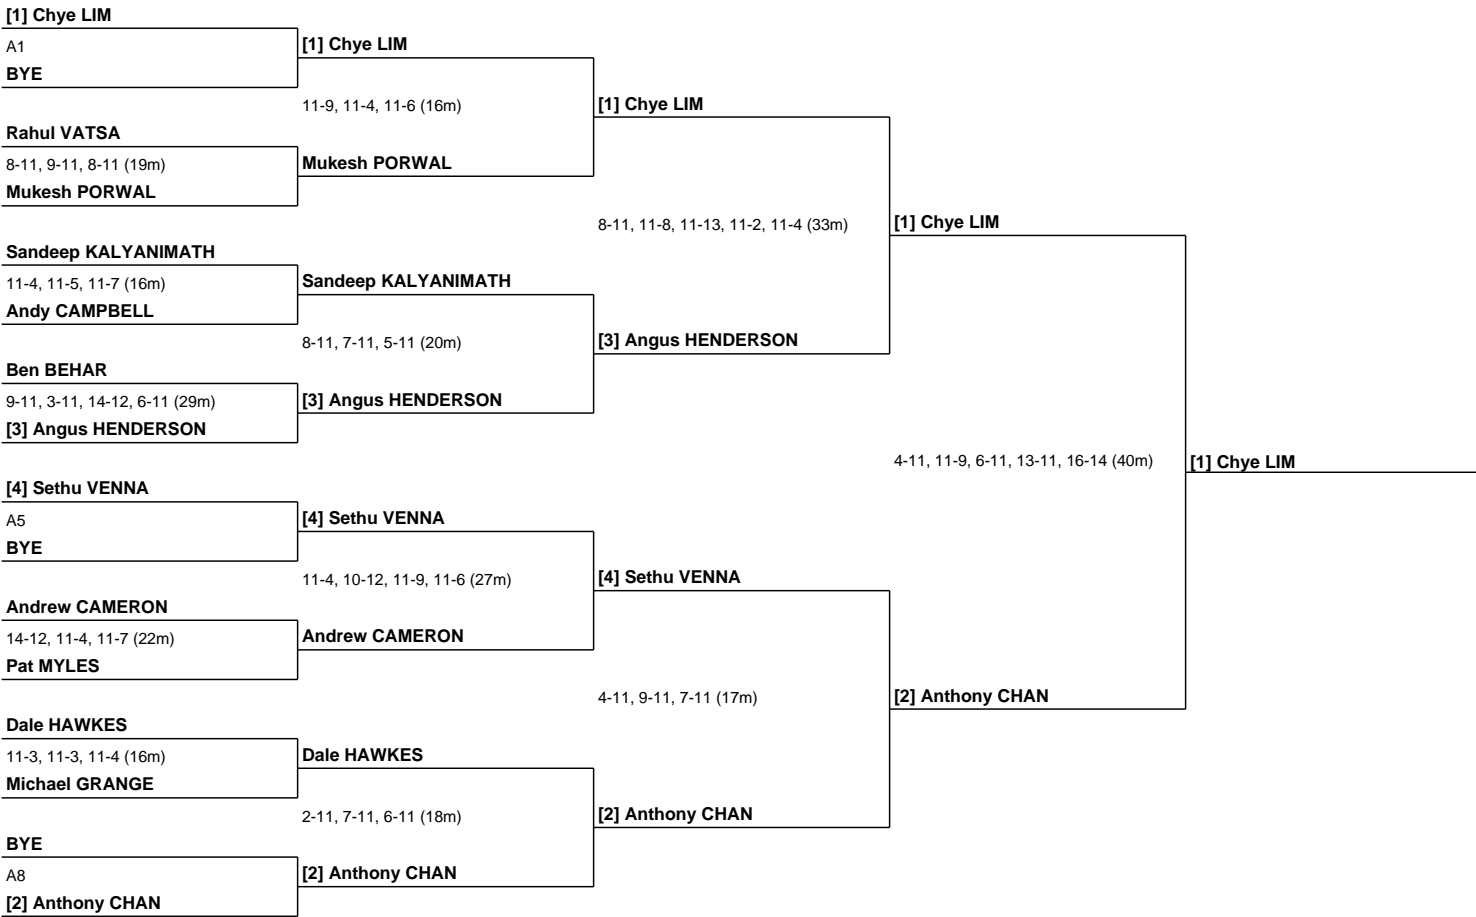 [1] Chye LIM
A1
[1] Chye LIM
BYE
11-9, 11-4, 11-6 (16m)
[1] Chye LIM
Rahul VATSA
8-11, 9-11, 8-11 (19m)
Mukesh PORWAL
Mukesh PORWAL
8-11, 11-8, 11-13, 11-2, 11-4 (33m)
[1] Chye LIM
Sandeep KALYANIMATH
11-4, 11-5, 11-7 (16m)
Sandeep KALYANIMATH
Andy CAMPBELL
8-11, 7-11, 5-11 (20m)
[3] Angus HENDERSON
Ben BEHAR
9-11, 3-11, 14-12, 6-11 (29m)
[3] Angus HENDERSON
[3] Angus HENDERSON
4-11, 11-9, 6-11, 13-11, 16-14 (40m)
[1] Chye LIM
[4] Sethu VENNA
A5
[4] Sethu VENNA
BYE
11-4, 10-12, 11-9, 11-6 (27m)
[4] Sethu VENNA
Andrew CAMERON
14-12, 11-4, 11-7 (22m)
Andrew CAMERON
Pat MYLES
4-11, 9-11, 7-11 (17m)
[2] Anthony CHAN
Dale HAWKES
11-3, 11-3, 11-4 (16m)
Dale HAWKES
Michael GRANGE
2-11, 7-11, 6-11 (18m)
[2] Anthony CHAN
BYE
A8
[2] Anthony CHAN
[2] Anthony CHAN